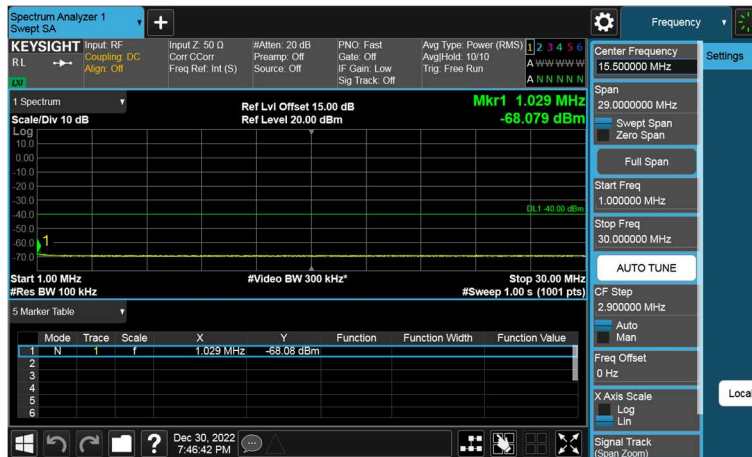 Spectrum Analyzer 1
Swept SA
Frequency
KEYSIGHT
RL
LXI
Input: RF
Coupling: DC
Align: Off
Input Z: 50 Ω
Corr CCorr
Freq Ref: Int (S)
#Atten: 20 dB
Preamp: Off
Source: Off
PNO: Fast
Gate: Off
IF Gain: Low
Sig Track: Off
Avg Type: Power (RMS)
Avg|Hold: 10/10
Trig: Free Run
1 2 3 4 5 6
A W W W W W
A N N N N N
1 Spectrum
Scale/Div 10 dB
Ref Lvl Offset 15.00 dB
Ref Level 20.00 dBm
Mkr1 1.029 MHz
-68.079 dBm
Log
10.0
0.00
-10.0
-20.0
-30.0
-40.0
-50.0
-60.0
-70.0
DL1 -40.00 dBm
1
Start 1.00 MHz
#Res BW 100 kHz
#Video BW 300 kHz*
Stop 30.00 MHz
#Sweep 1.00 s (1001 pts)
5 Marker Table
Mode Trace Scale X Y Function Function Width Function Value
1 N 1 f 1.029 MHz -68.08 dBm
2
3
4
5
6
?
Dec 30, 2022
7:46:42 PM
Center Frequency
15.500000 MHz
Settings
Span
29.0000000 MHz
Swept Span
Zero Span
Full Span
Start Freq
1.000000 MHz
Stop Freq
30.000000 MHz
AUTO TUNE
CF Step
2.900000 MHz
Auto
Man
Freq Offset
0 Hz
X Axis Scale
Log
Lin
Local
Signal Track
(Span Zoom)